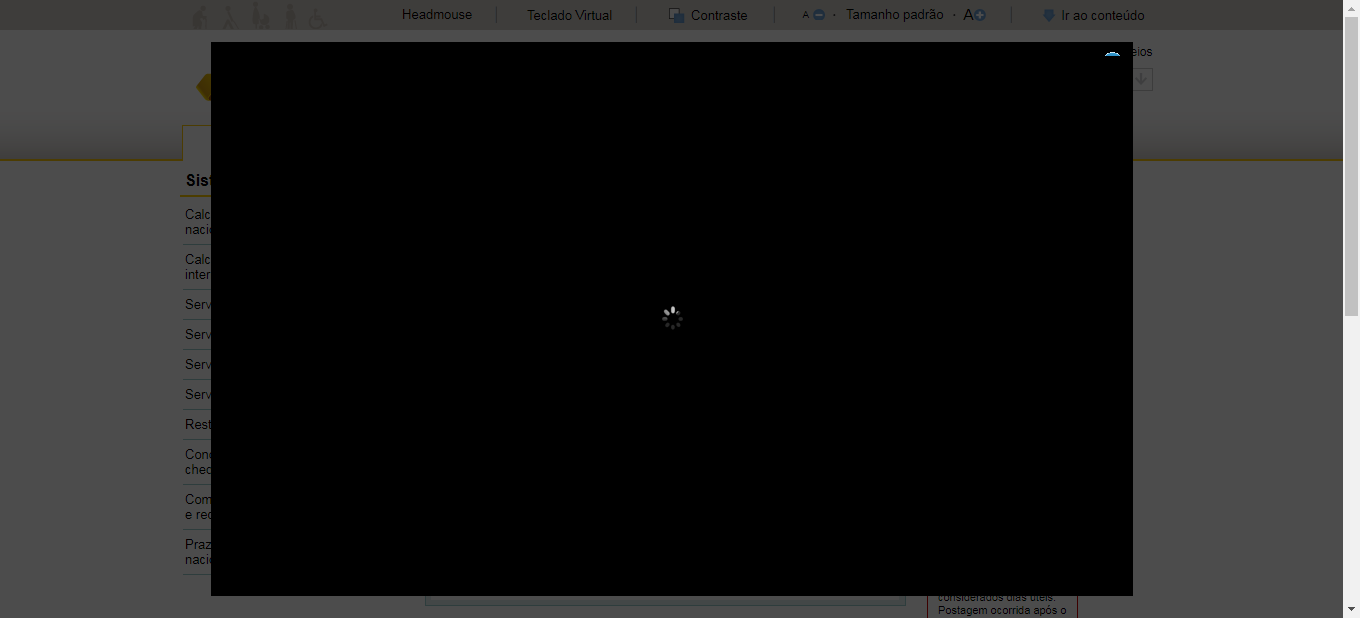 Headmouse
Teclado Virtual
Contraste
A
Tamanho padrão
A
Ir ao conteúdo
eios
Sist
Calc
naci
Calc
inter
Serv
Serv
Serv
Serv
Rest
Cond
chec
Com
e rec
Praz
naci
considerados dias úteis.
Postagem ocorrida após o